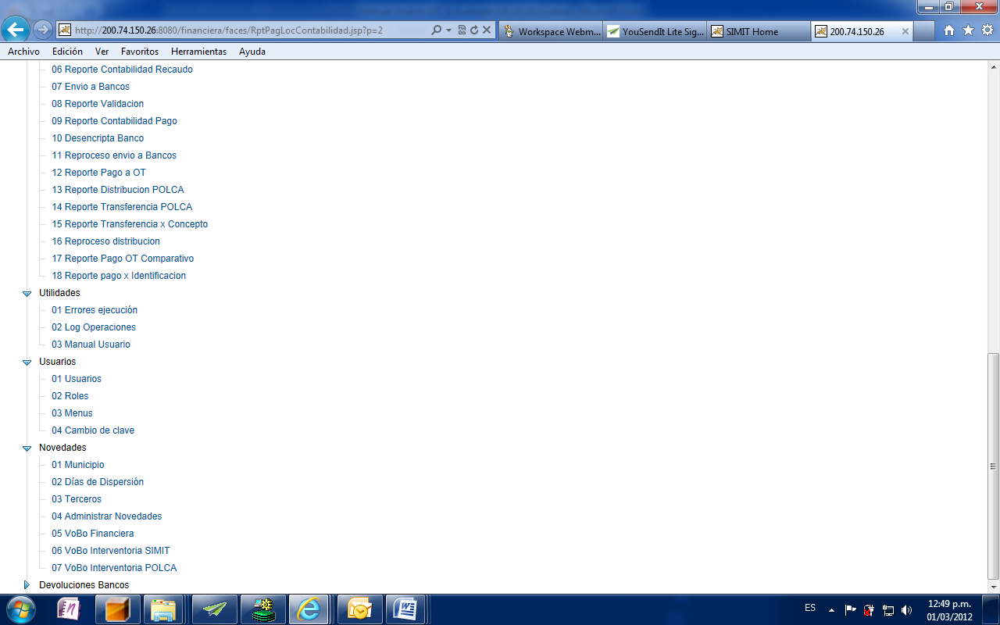 http://200.74.150.26:8080/financiera/faces/RptPagLocContabilidad.jsp?p=2
Workspace Webm...
YouSendIt Lite Sig...
SIMIT Home
200.74.150.26
Archivo Edición Ver Favoritos Herramientas Ayuda
06 Reporte Contabilidad Recaudo
07 Envio a Bancos
08 Reporte Validacion
09 Reporte Contabilidad Pago
10 Desencripta Banco
11 Reproceso envio a Bancos
12 Reporte Pago a OT
13 Reporte Distribucion POLCA
14 Reporte Transferencia POLCA
15 Reporte Transferencia x Concepto
16 Reproceso distribucion
17 Reporte Pago OT Comparativo
18 Reporte pago x Identificacion
Utilidades
01 Errores ejecución
02 Log Operaciones
03 Manual Usuario
Usuarios
01 Usuarios
02 Roles
03 Menus
04 Cambio de clave
Novedades
01 Municipio
02 Días de Dispersión
03 Terceros
04 Administrar Novedades
05 VoBo Financiera
06 VoBo Interventoria SIMIT
07 VoBo Interventoria POLCA
Devoluciones Bancos
ES
12:49 p.m.
01/03/2012